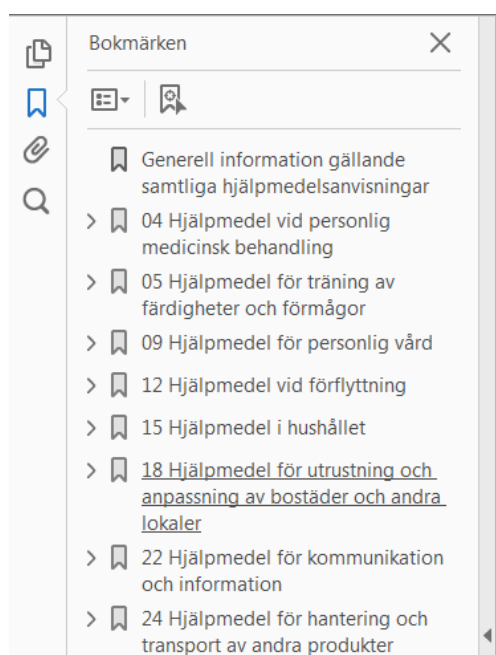 Bokmärken
Generell information gällande
samtliga hjälpmedelsanvisningar
04 Hjälpmedel vid personlig
medicinsk behandling
05 Hjälpmedel för träning av
färdigheter och förmågor
09 Hjälpmedel för personlig vård
12 Hjälpmedel vid förflyttning
15 Hjälpmedel i hushållet
18 Hjälpmedel för utrustning och
anpassning av bostäder och andra
lokaler
22 Hjälpmedel för kommunikation
och information
24 Hjälpmedel för hantering och
transport av andra produkter